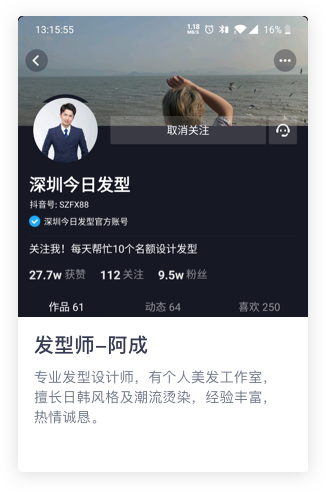 13:15:55
1.18 MB/S 16%
取消关注
深圳今日发型
抖音号: SZFX88
深圳今日发型官方账号
关注我！每天帮忙10个名额设计发型
27.7w 获赞 112 关注 9.5w 粉丝
作品 61 动态 64 喜欢 250
发型师-阿成
专业发型设计师，有个人美发工作室，
擅长日韩风格及潮流烫染，经验丰富，
热情诚恳。